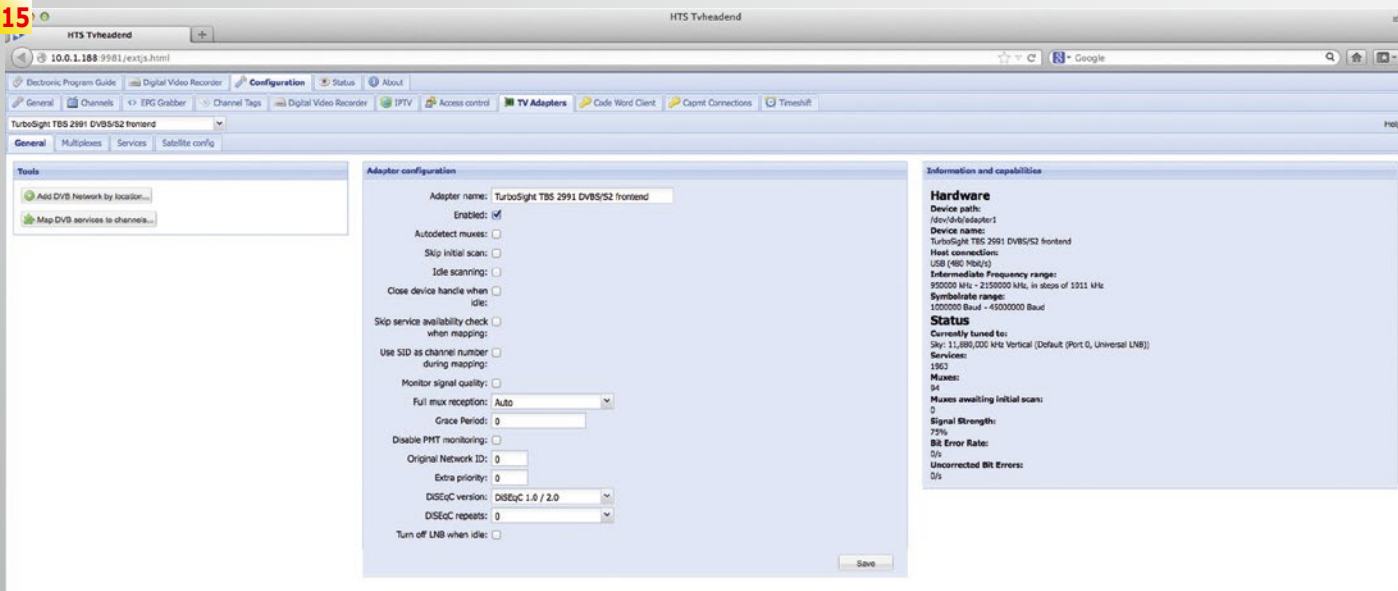 15
HTS Tvheadend
HTS Tvheadend
10.0.1.188:9981/extjs.html
Google
Electronic Program Guide Digital Video Recorder Configuration Status About
General Channels EPG Grabber Channel Tags Digital Video Recorder IPTV Access control TV Adapters Code Word Client Capmt Connections Timeshift
TurboSight TBS 2991 DVBS/S2 frontend
Help
General Multiplexes Services Satellite config
Tools
Add DVB Network by location...
Map DVB services to channels...
Adapter configuration
Adapter name: TurboSight TBS 2991 DVBS/S2 frontend
Enabled:
Autodetect muxes:
Skip initial scan:
Idle scanning:
Close device handle when
idle:
Skip service availability check
when mapping:
Use SID as channel number
during mapping:
Monitor signal quality:
Full mux reception: Auto
Grace Period: 0
Disable PMT monitoring:
Original Network ID: 0
Extra priority: 0
DiSEqC version: DiSEqC 1.0 / 2.0
DiSEqC repeats: 0
Turn off LNB when idle:
Save
Information and capabilities
Hardware
Device path:
/dev/dvb/adapter1
Device name:
TurboSight TBS 2991 DVBS/S2 frontend
Host connection:
USB (480 Mbit/s)
Intermediate Frequency range:
950000 kHz - 2150000 kHz, in steps of 1011 kHz
Symbolrate range:
1000000 Baud - 45000000 Baud
Status
Currently tuned to:
Sky: 11,880,000 kHz Vertical (Default (Port 0, Universal LNB))
Services:
1963
Muxes:
94
Muxes awaiting initial scan:
0
Signal Strength:
75%
Bit Error Rate:
0/s
Uncorrected Bit Errors:
0/s